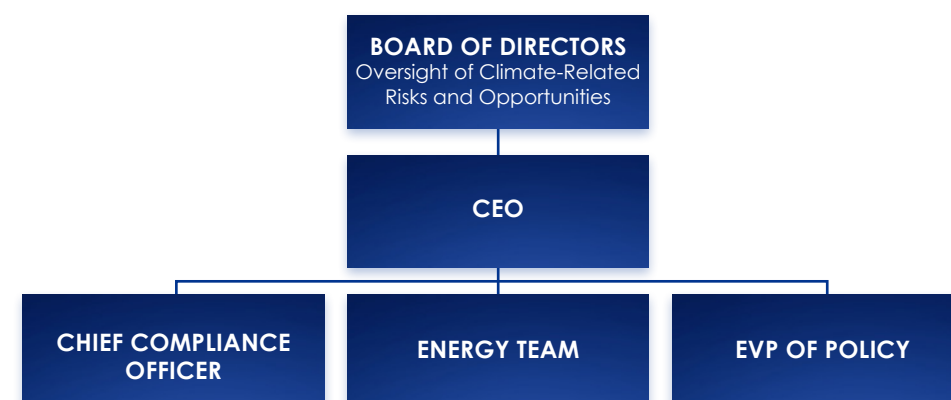 BOARD OF DIRECTORS
Oversight of Climate-Related
Risks and Opportunities
CEO
CHIEF COMPLIANCE
OFFICER
ENERGY TEAM
EVP OF POLICY